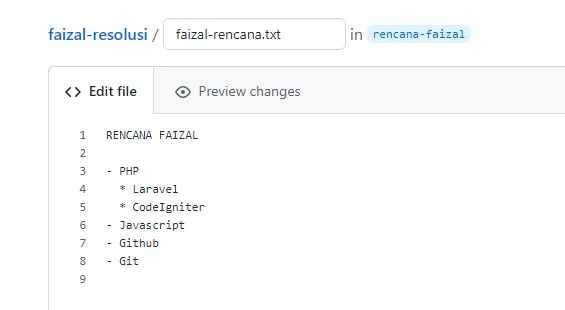 faizal-resolusi / faizal-rencana.txt in rencana-faizal
Edit file Preview changes
1 RENCANA FAIZAL
2
3 - PHP
4 * Laravel
5 * CodeIgniter
6 - Javascript
7 - Github
8 - Git
9